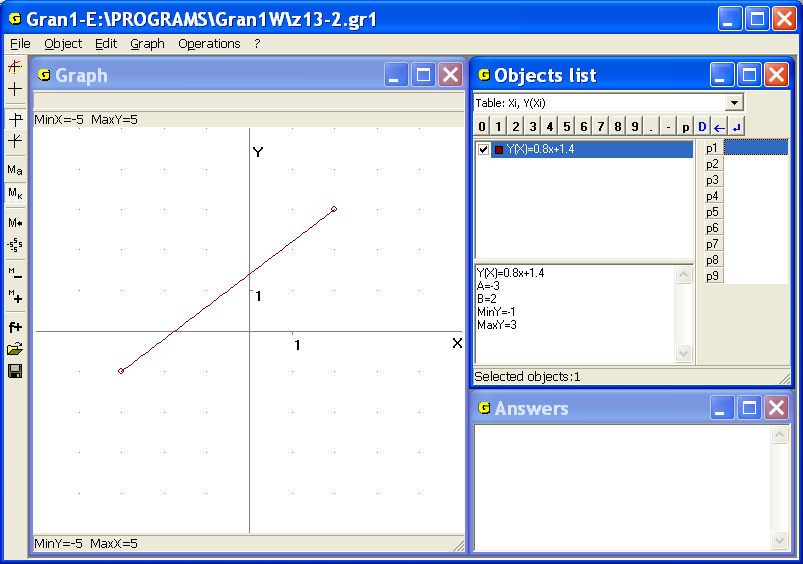 Gran1-E:\PROGRAMS\Gran1W\z13-2.gr1
File Object Edit Graph Operations ?
Ma
Mк
M
-sss
M
M+
f+
Graph
MinX=-5 MaxY=5
Y
1
1
X
MinY=-5 MaxX=5
Objects list
Table: Xi, Y(Xi)
0 1 2 3 4 5 6 7 8 9 . - p D
Y(X)=0.8x+1.4
p1
p2
p3
p4
p5
p6
p7
p8
p9
Y(X)=0.8x+1.4
A=-3
B=2
MinY=-1
MaxY=3
Selected objects:1
Answers